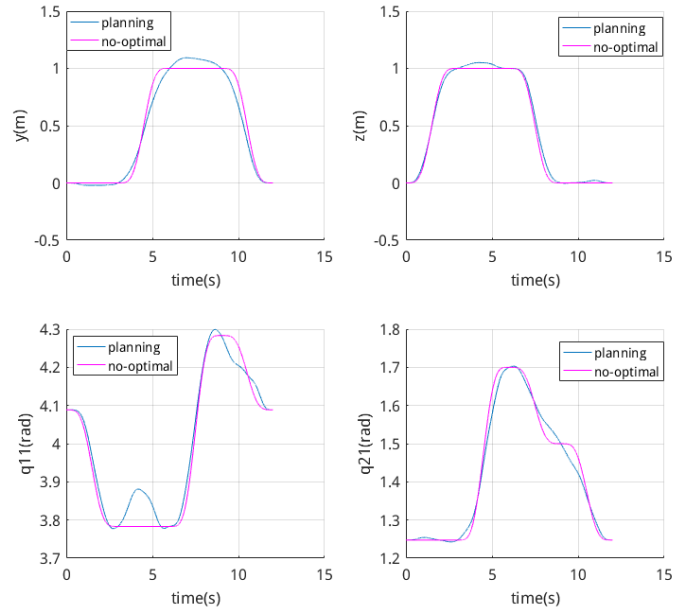 planning
no-optimal
1.5
1
0.5
0
-0.5
y(m)
0
5
10
15
time(s)
planning
no-optimal
1.5
1
0.5
0
-0.5
z(m)
0
5
10
15
time(s)
planning
no-optimal
4.3
4.2
4.1
4
3.9
3.8
3.7
q11(rad)
0
5
10
15
time(s)
planning
no-optimal
1.8
1.7
1.6
1.5
1.4
1.3
1.2
q21(rad)
0
5
10
15
time(s)